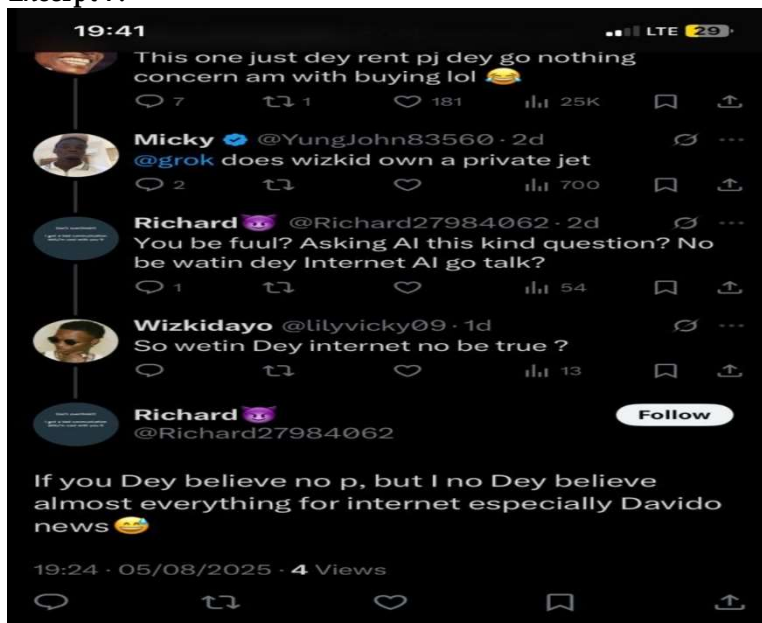 19:41 LTE 29
This one just dey rent pj dey go nothing
concern am with buying lol 😂
7 1 181 25K
Micky @YungJohn83560 · 2d
@grok does wizkid own a private jet
2 700
Richard😈 @Richard27984062 · 2d
You be fuul? Asking AI this kind question? No
be watin dey Internet AI go talk?
1 54
Wizkidayo @lilyvicky09 · 1d
So wetin Dey internet no be true ?
13
Richard😈
@Richard27984062
Follow
If you Dey believe no p, but I no Dey believe
almost everything for internet especially Davido
news😅
19:24 · 05/08/2025 · 4 Views